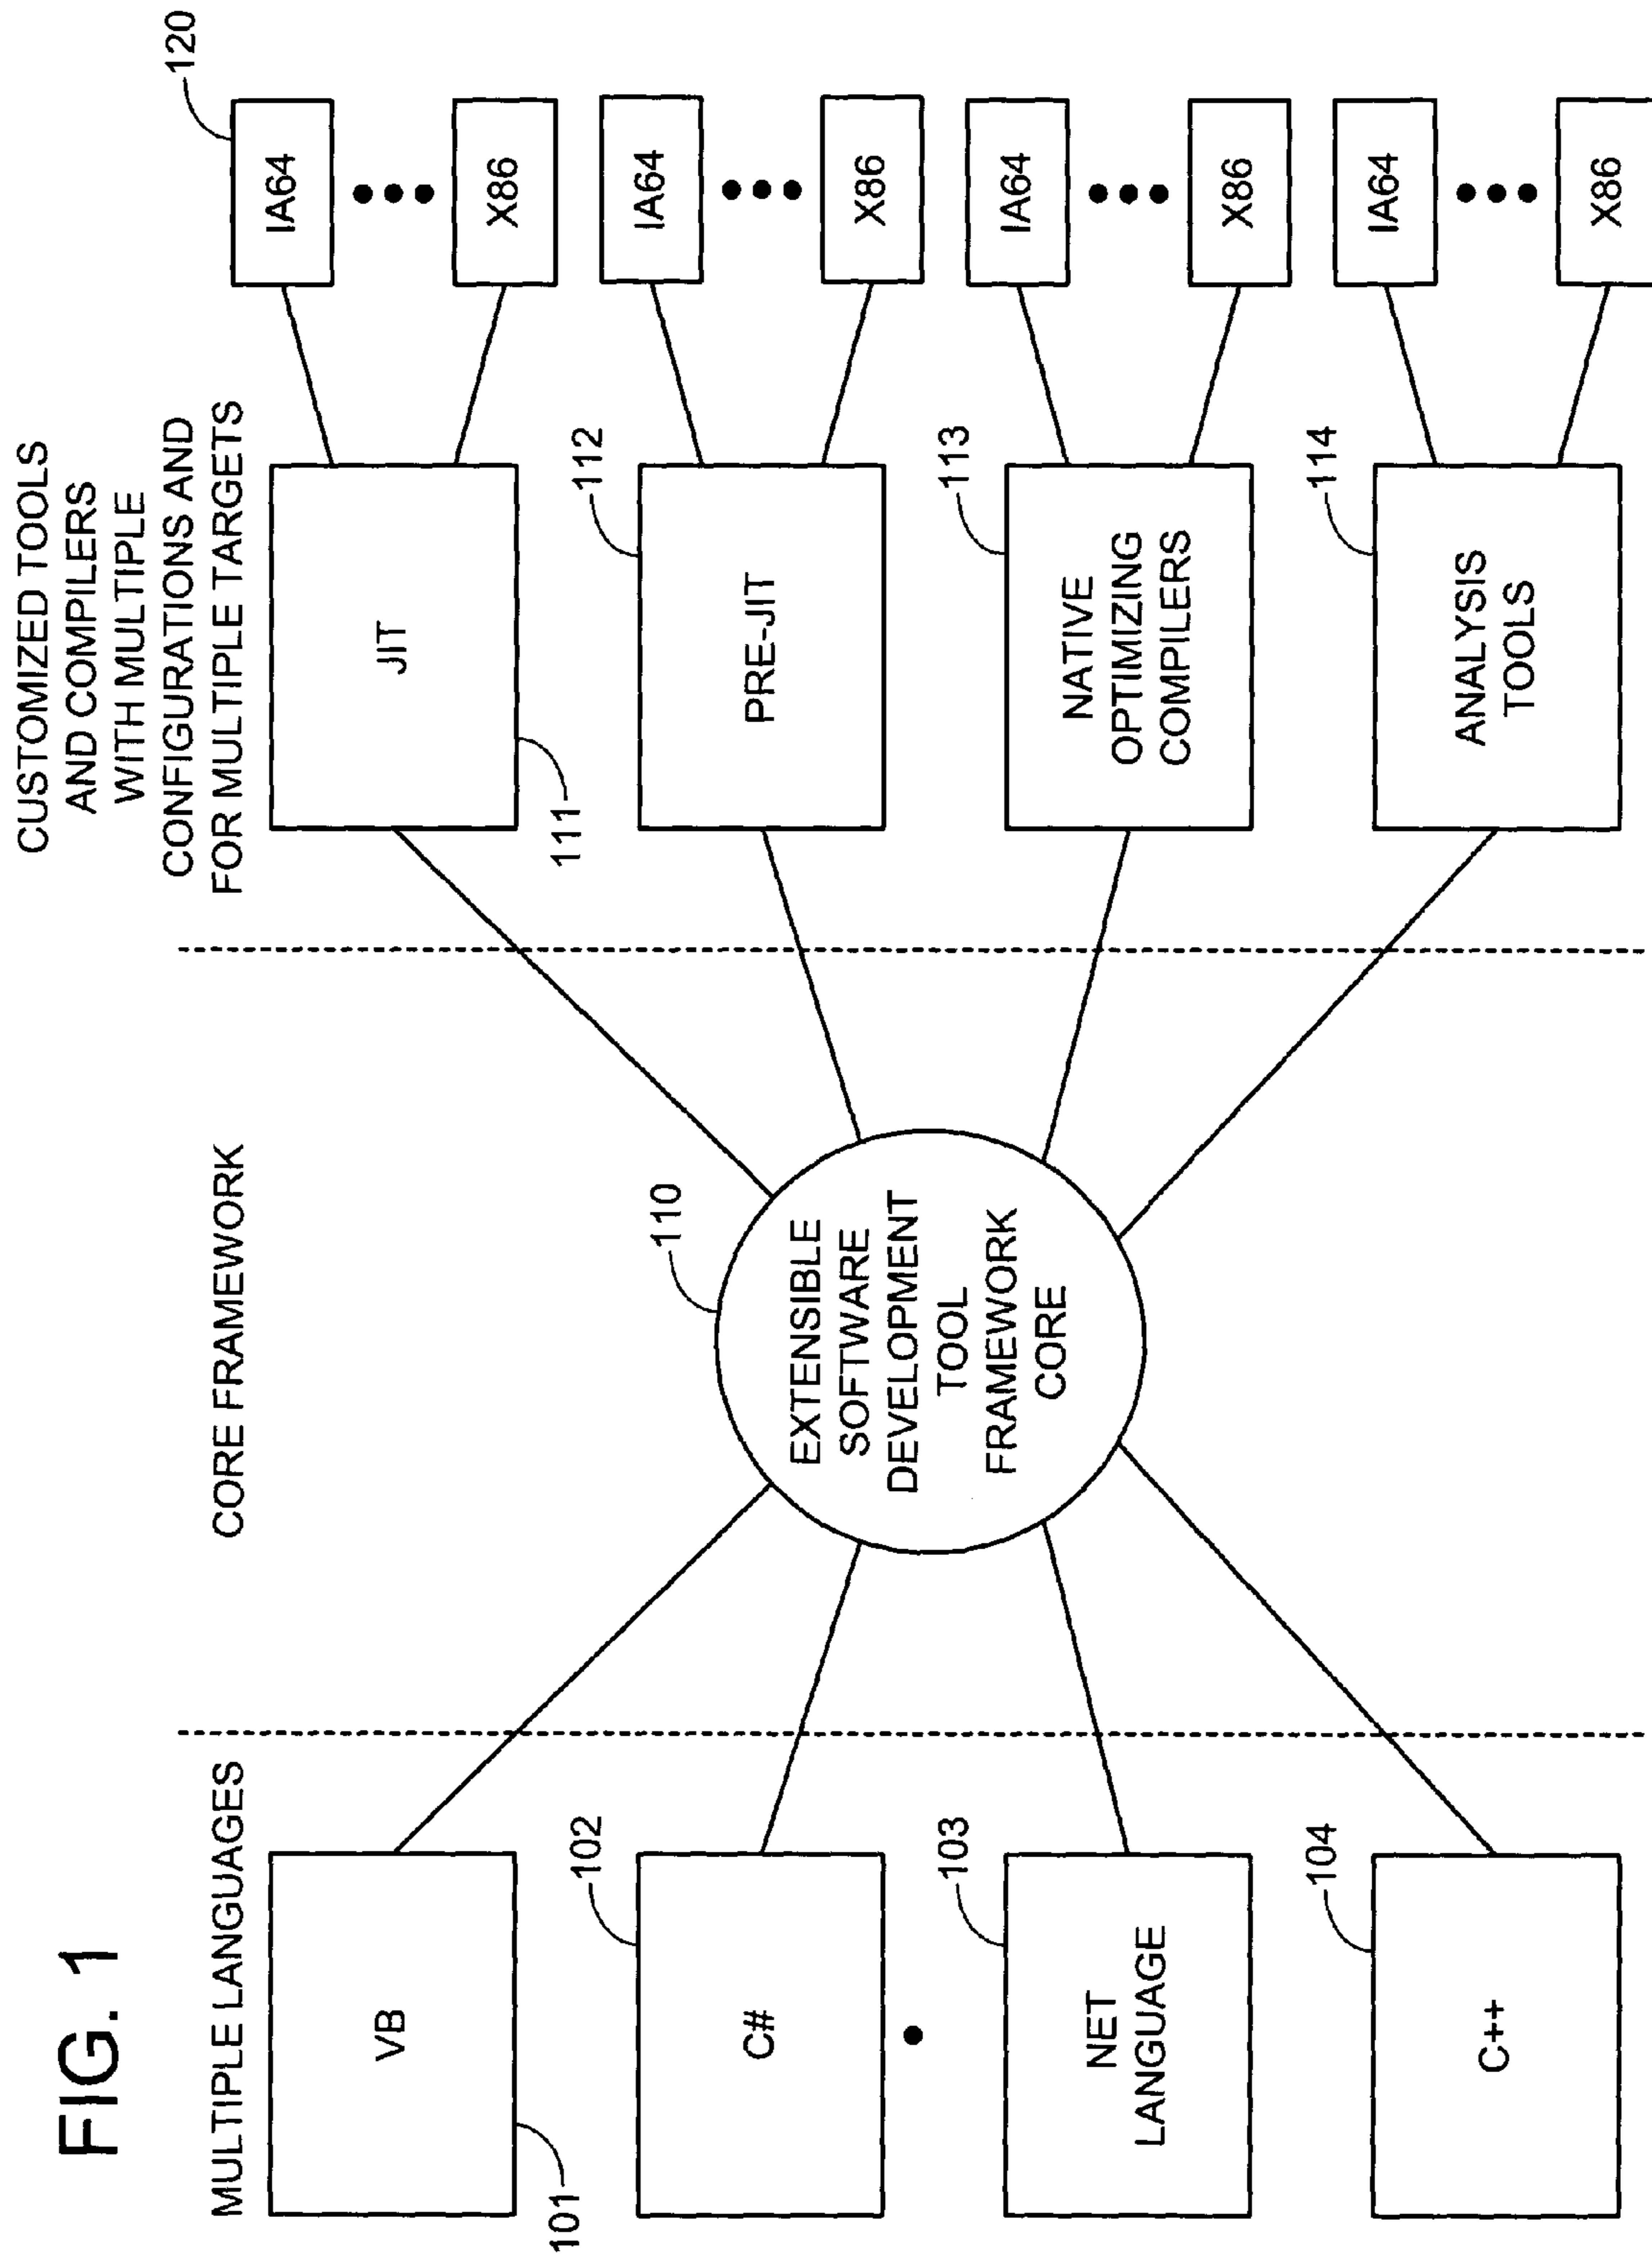 FIG. 1
MULTIPLE LANGUAGES
CORE FRAMEWORK
CUSTOMIZED TOOLS
AND COMPILERS
WITH MULTIPLE
CONFIGURATIONS AND
FOR MULTIPLE TARGETS
VB
101
C#
102
NET
LANGUAGE
103
C++
104
110
EXTENSIBLE
SOFTWARE
DEVELOPMENT
TOOL
FRAMEWORK
CORE
JIT
111
PRE-JIT
112
NATIVE
OPTIMIZING
COMPILERS
113
ANALYSIS
TOOLS
114
120
IA64
X86
IA64
X86
IA64
X86
IA64
X86